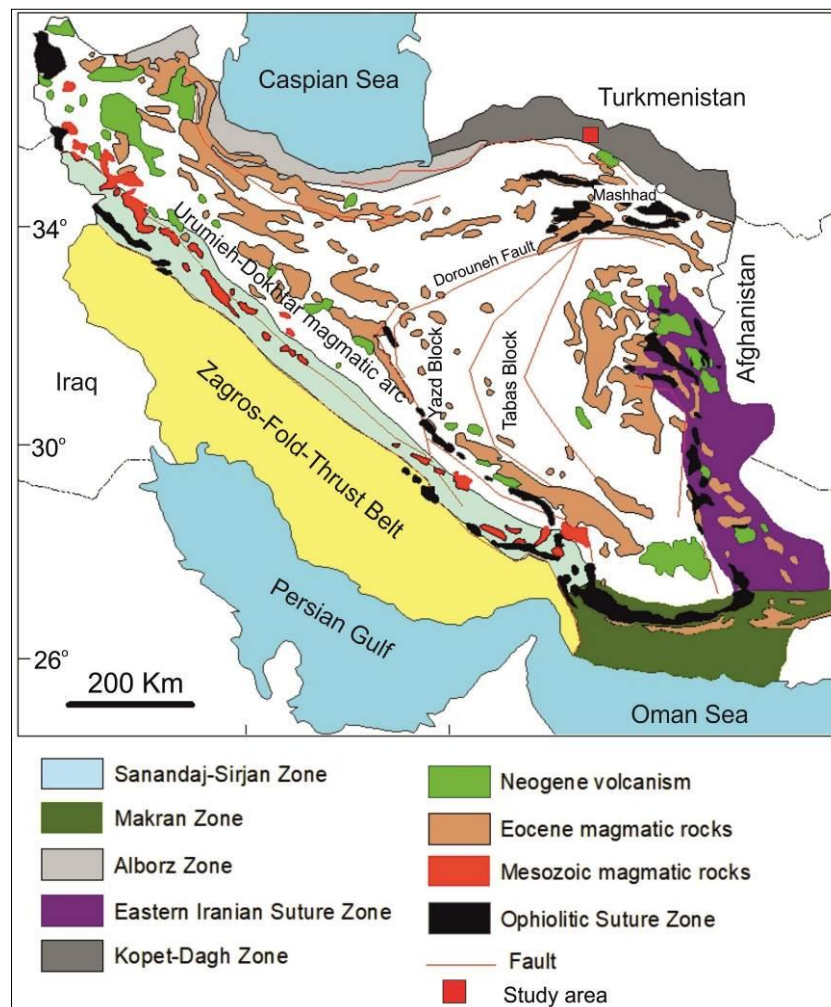 Caspian Sea
Turkmenistan
Mashhad
34°
Urumieh-Dokhtar magmatic arc
Dorouneh Fault
Afghanistan
Yazd Block
Tabas Block
Iraq
30°
Zagros-Fold-Thrust Belt
Persian Gulf
26°
200 Km
Oman Sea
Sanandaj-Sirjan Zone
Makran Zone
Alborz Zone
Eastern Iranian Suture Zone
Kopet-Dagh Zone
Neogene volcanism
Eocene magmatic rocks
Mesozoic magmatic rocks
Ophiolitic Suture Zone
Fault
Study area